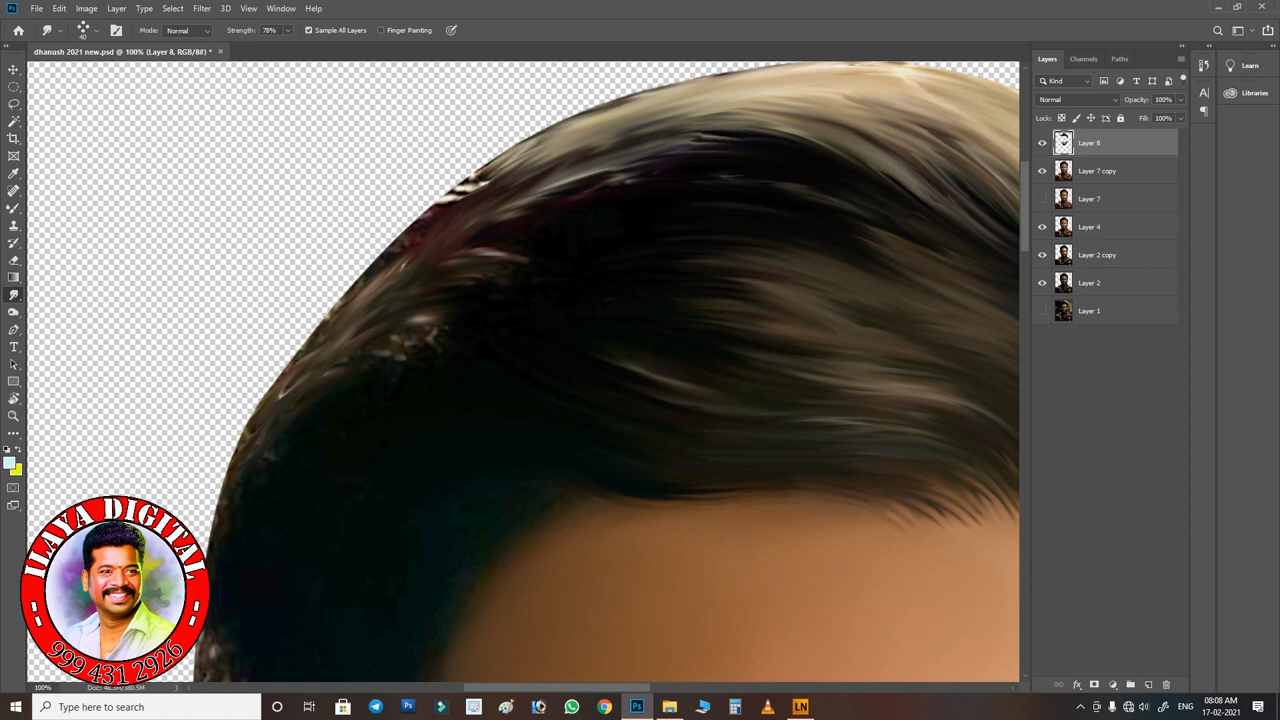 File Edit Image Layer Type Select Filter 3D View Window Help
40 Mode: Normal Strength: 78% Sample All Layers Finger Painting
dhanush 2021 new.psd @ 100% (Layer 8, RGB/8#) * ×
Layers Channels Paths
Kind
Normal Opacity: 100%
Lock: Fill: 100%
Layer 8
Layer 7 copy
Layer 7
Layer 4
Layer 2 copy
Layer 2
Layer 1
Learn
Libraries
ILAYA DIGITAL
999 431 2926
100%
Type here to search
ENG
08:08 AM
17-02-2021